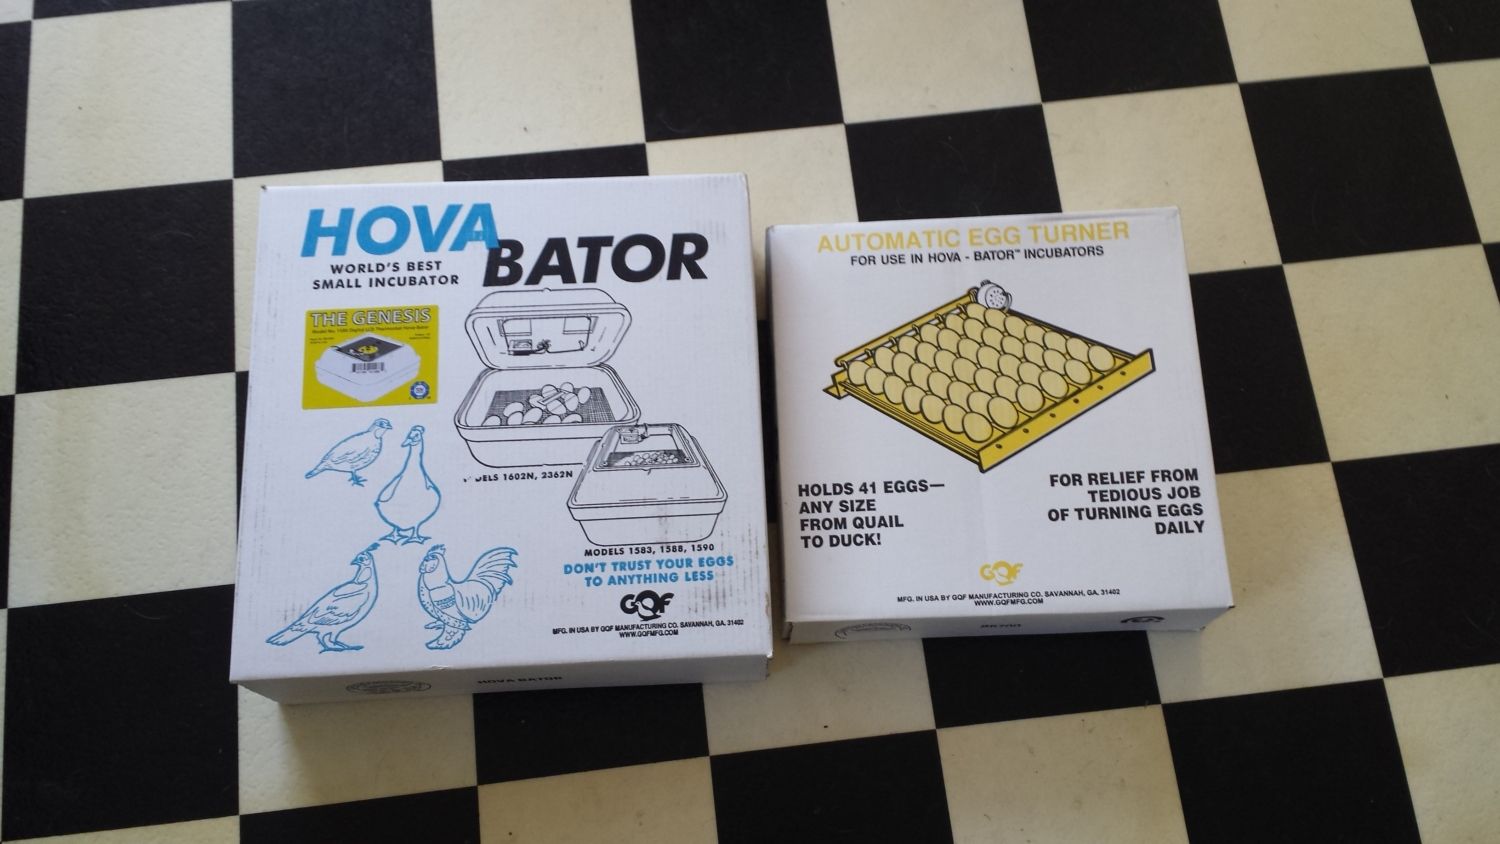 HOVA
BATOR
WORLD'S BEST
SMALL INCUBATOR
THE GENESIS
MODELS 1602N, 2362N
MODELS 1583, 1588, 1590
DON'T TRUST YOUR EGGS
TO ANYTHING LESS
GQF
MFG. IN USA BY GQF MANUFACTURING CO. SAVANNAH, GA. 31402
WWW.GQFMFG.COM
HOVA BATOR
AUTOMATIC EGG TURNER
FOR USE IN HOVA - BATOR™ INCUBATORS
HOLDS 41 EGGS—
ANY SIZE
FROM QUAIL
TO DUCK!
FOR RELIEF FROM
TEDIOUS JOB
OF TURNING EGGS
DAILY
GQF
MFG. IN USA BY GQF MANUFACTURING CO. SAVANNAH, GA. 31402
WWW.GQFMFG.COM